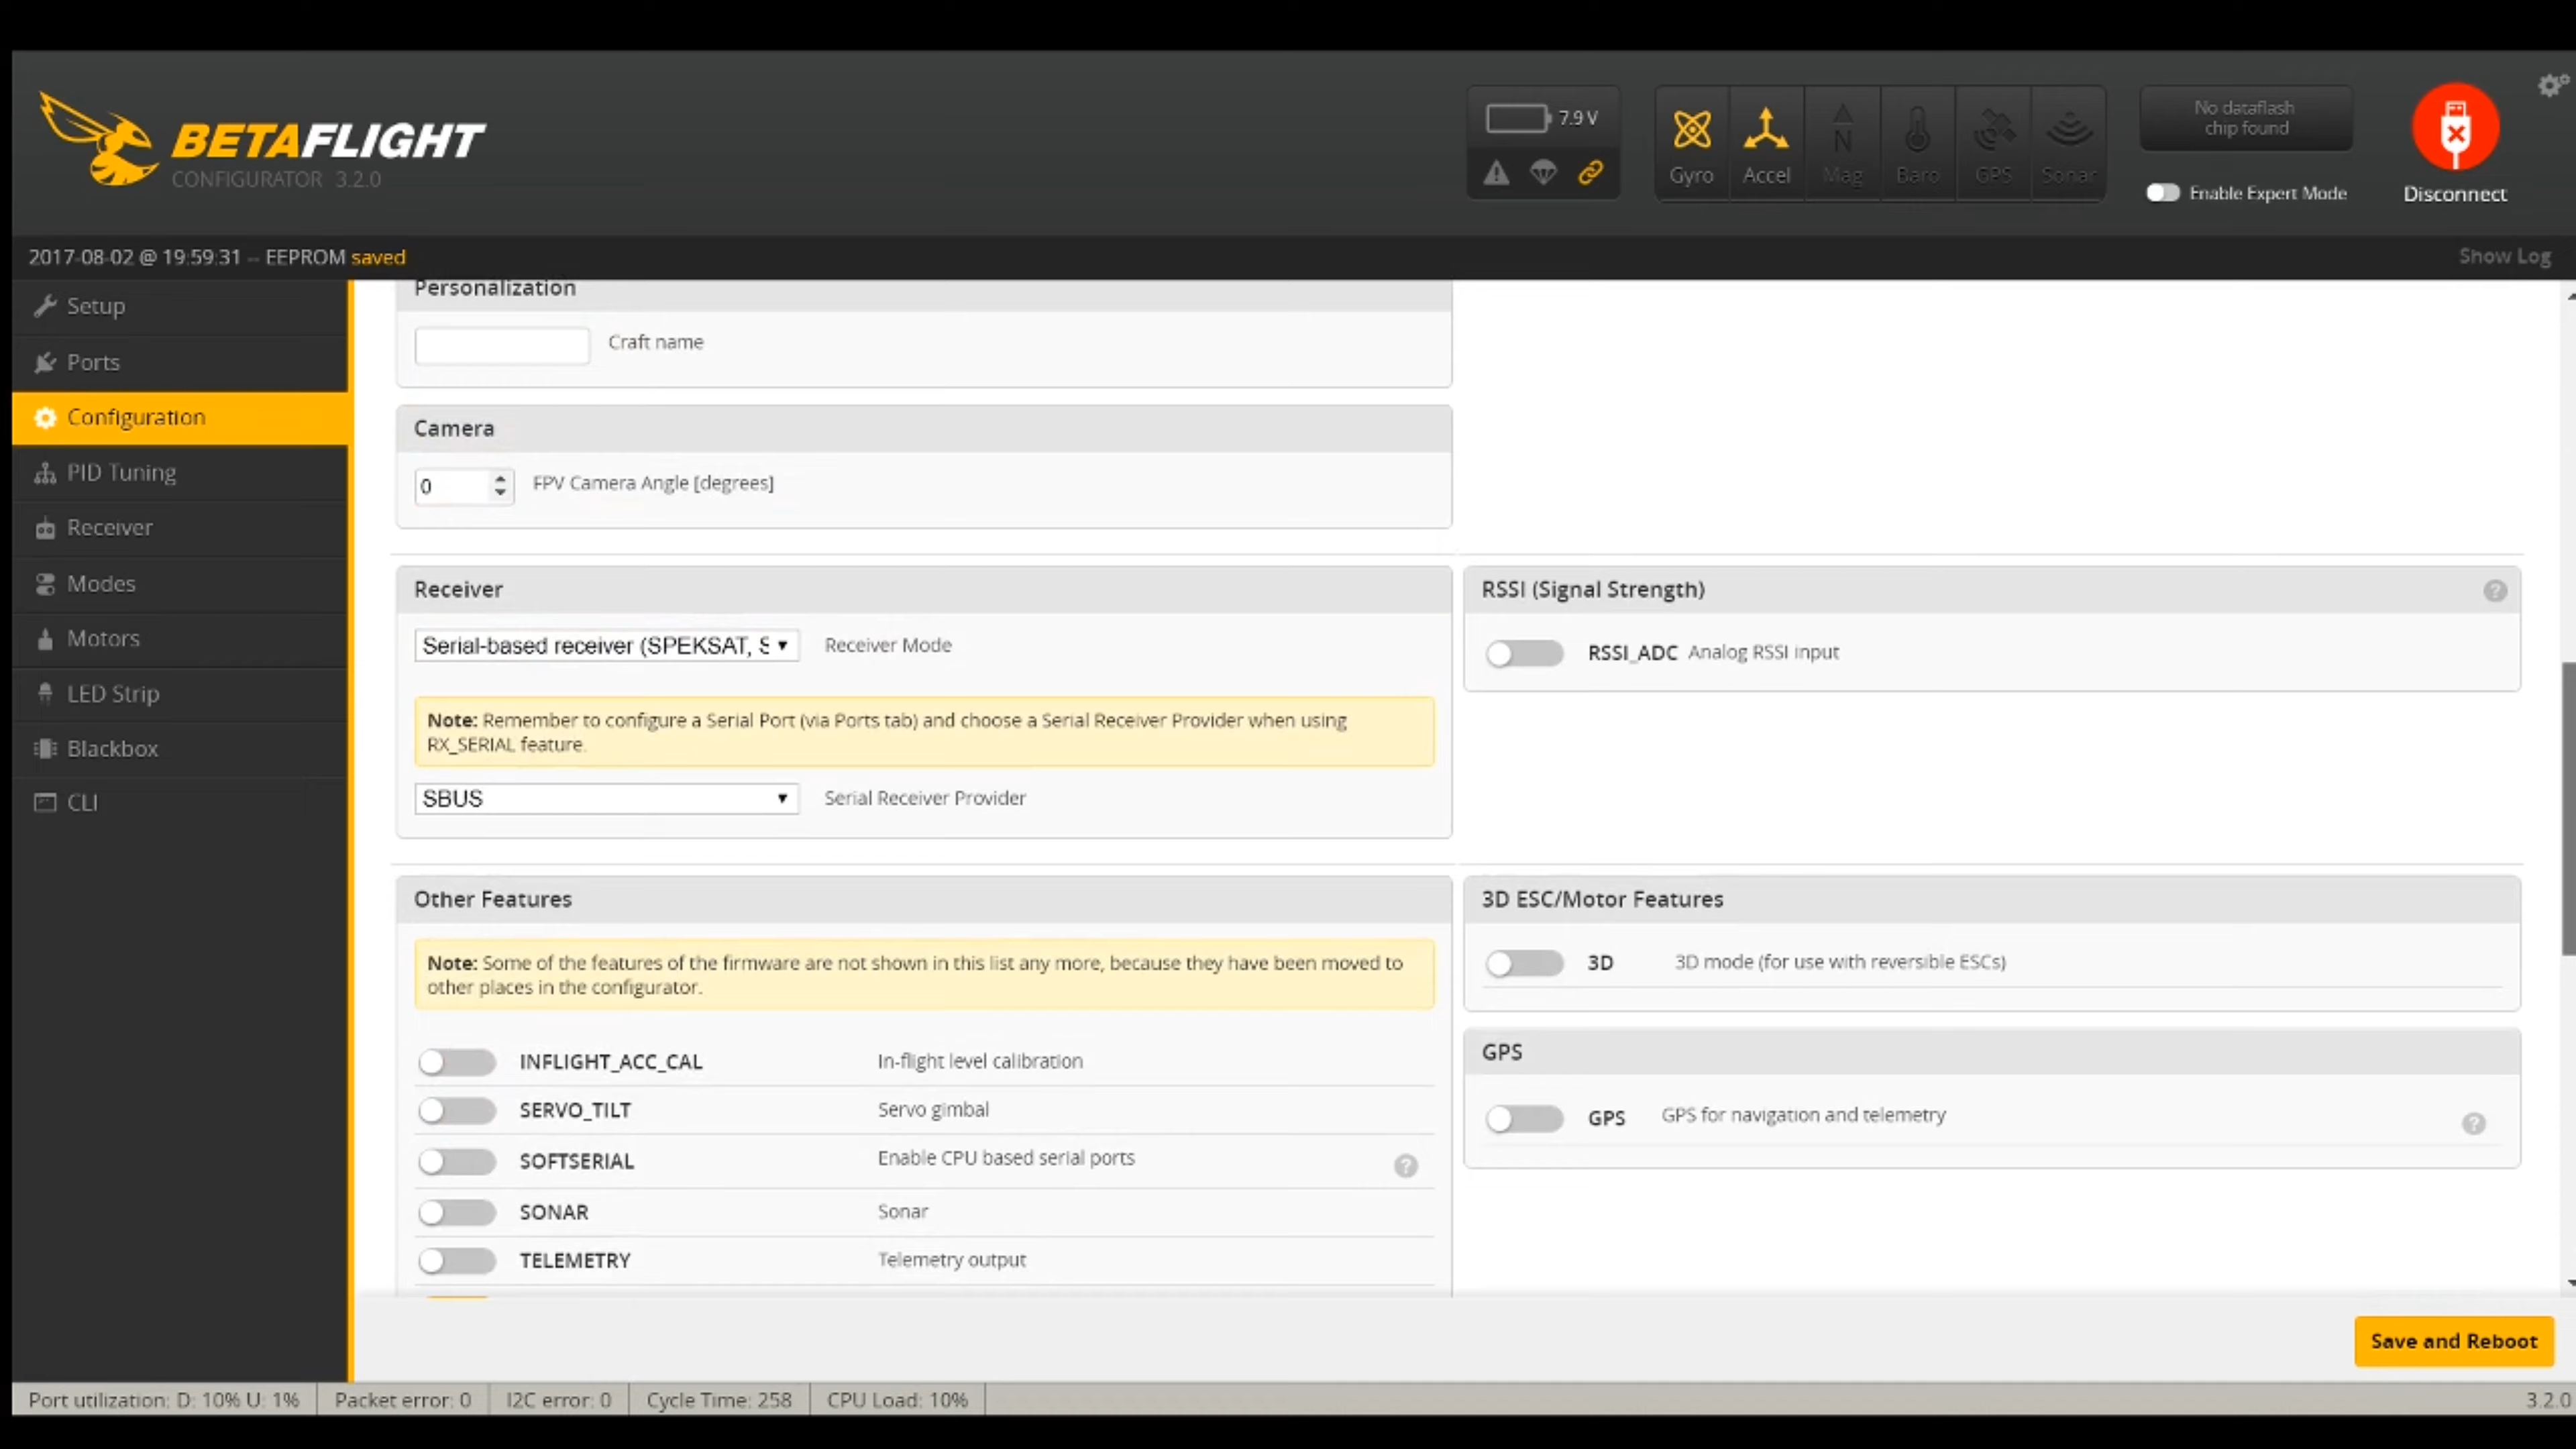 BETAFLIGHT
CONFIGURATOR 3.2.0
7.9 V
Gyro
Accel
Mag
Baro
GPS
Sonar
No dataflash
chip found
Enable Expert Mode
Disconnect
2017-08-02 @ 19:59:31 -- EEPROM saved
Show Log
Setup
Ports
Configuration
PID Tuning
Receiver
Modes
Motors
LED Strip
Blackbox
CLI
Personalization
Craft name
Camera
0
FPV Camera Angle [degrees]
Receiver
Serial-based receiver (SPEKSAT, S
Receiver Mode
Note: Remember to configure a Serial Port (via Ports tab) and choose a Serial Receiver Provider when using
RX_SERIAL feature.
SBUS
Serial Receiver Provider
RSSI (Signal Strength)
RSSI_ADC Analog RSSI input
Other Features
Note: Some of the features of the firmware are not shown in this list any more, because they have been moved to
other places in the configurator.
INFLIGHT_ACC_CAL In-flight level calibration
SERVO_TILT Servo gimbal
SOFTSERIAL Enable CPU based serial ports
SONAR Sonar
TELEMETRY Telemetry output
3D ESC/Motor Features
3D 3D mode (for use with reversible ESCs)
GPS
GPS GPS for navigation and telemetry
Save and Reboot
Port utilization: D: 10% U: 1%
Packet error: 0
I2C error: 0
Cycle Time: 258
CPU Load: 10%
3.2.0